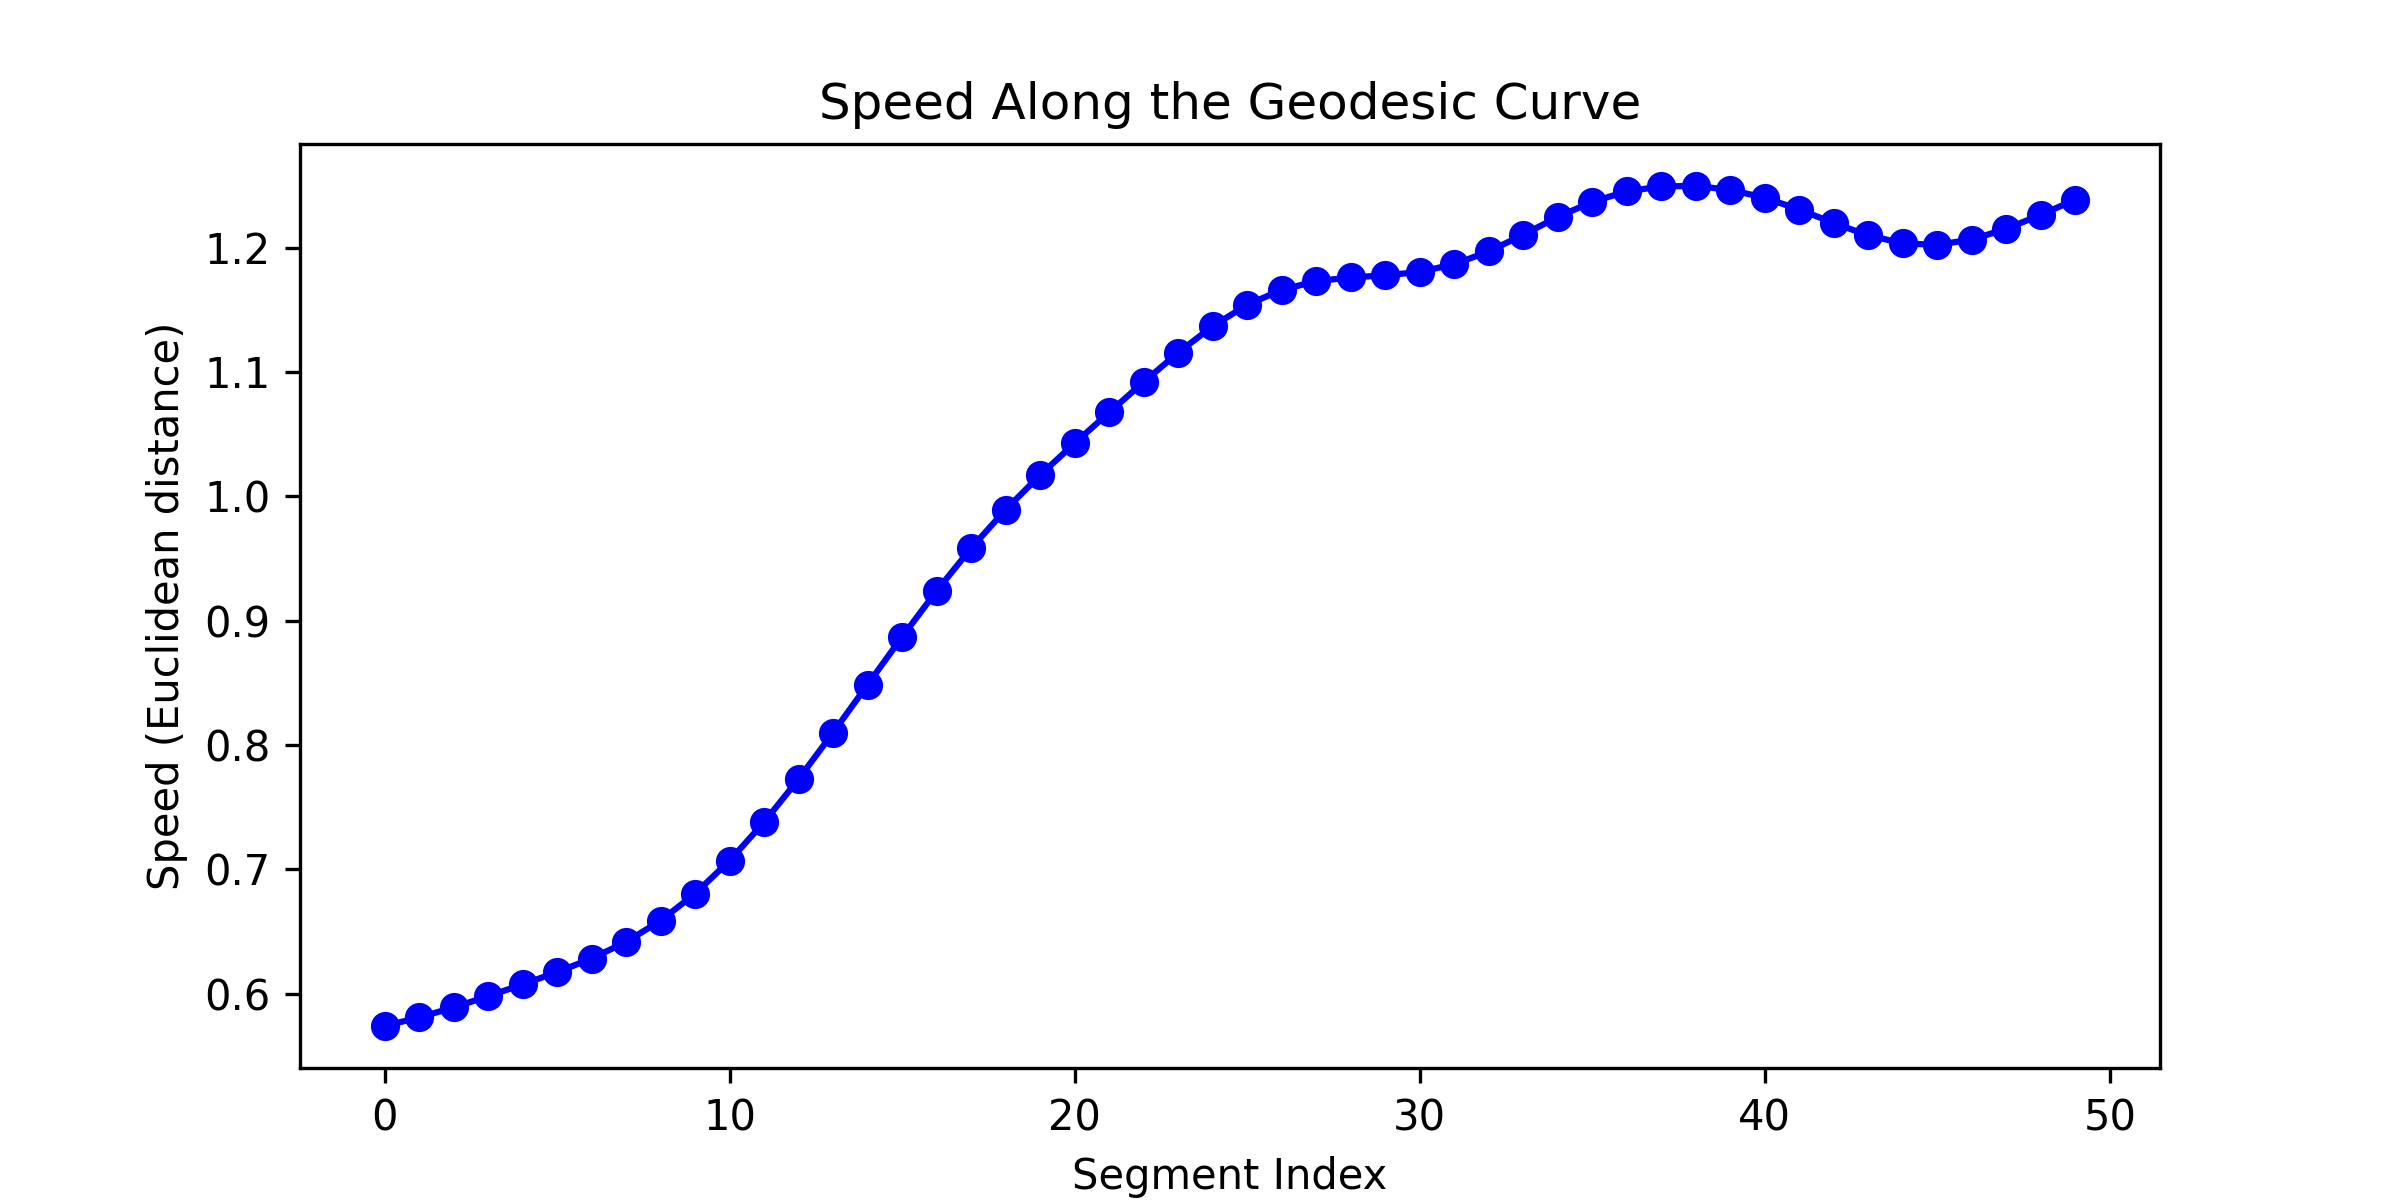 Speed Along the Geodesic Curve
Speed (Euclidean distance)
1.2
1.1
1.0
0.9
0.8
0.7
0.6
0 10 20 30 40 50
Segment Index